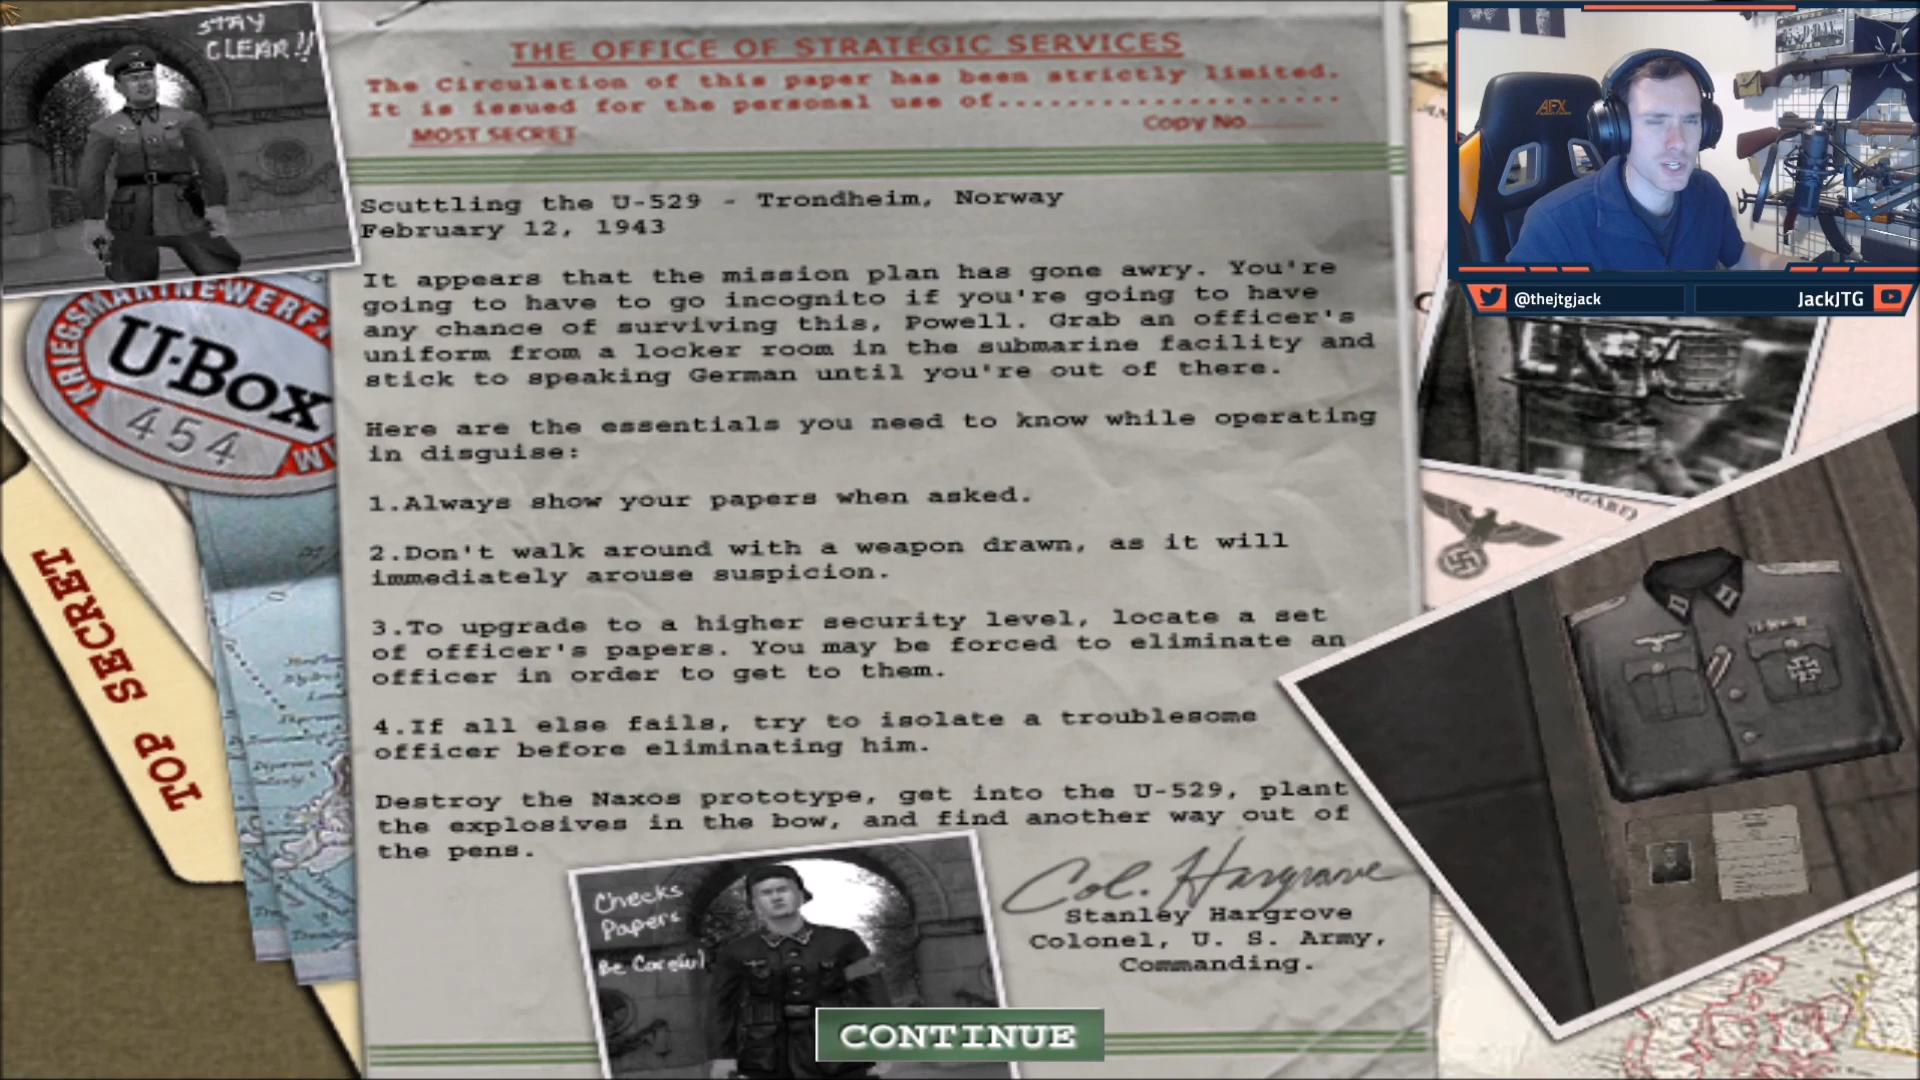 STAY
CLEAR!!
THE OFFICE OF STRATEGIC SERVICES
The Circulation of this paper has been strictly limited.
It is issued for the personal use of....................
MOST SECRET
Copy No.
Scuttling the U-529 - Trondheim, Norway
February 12, 1943
It appears that the mission plan has gone awry. You're
going to have to go incognito if you're going to have
any chance of surviving this, Powell. Grab an officer's
uniform from a locker room in the submarine facility and
stick to speaking German until you're out of there.
Here are the essentials you need to know while operating
in disguise:
1.Always show your papers when asked.
2.Don't walk around with a weapon drawn, as it will
immediately arouse suspicion.
3.To upgrade to a higher security level, locate a set
of officer's papers. You may be forced to eliminate an
officer in order to get to them.
4.If all else fails, try to isolate a troublesome
officer before eliminating him.
Destroy the Naxos prototype, get into the U-529, plant
the explosives in the bow, and find another way out of
the pens.
Col. Hargrove
Stanley Hargrove
Colonel, U. S. Army,
Commanding.
Checks
Papers
Be Careful
CONTINUE
U-Box
454
TOP SECRET
AFX
@thejtgjack
JackJTG